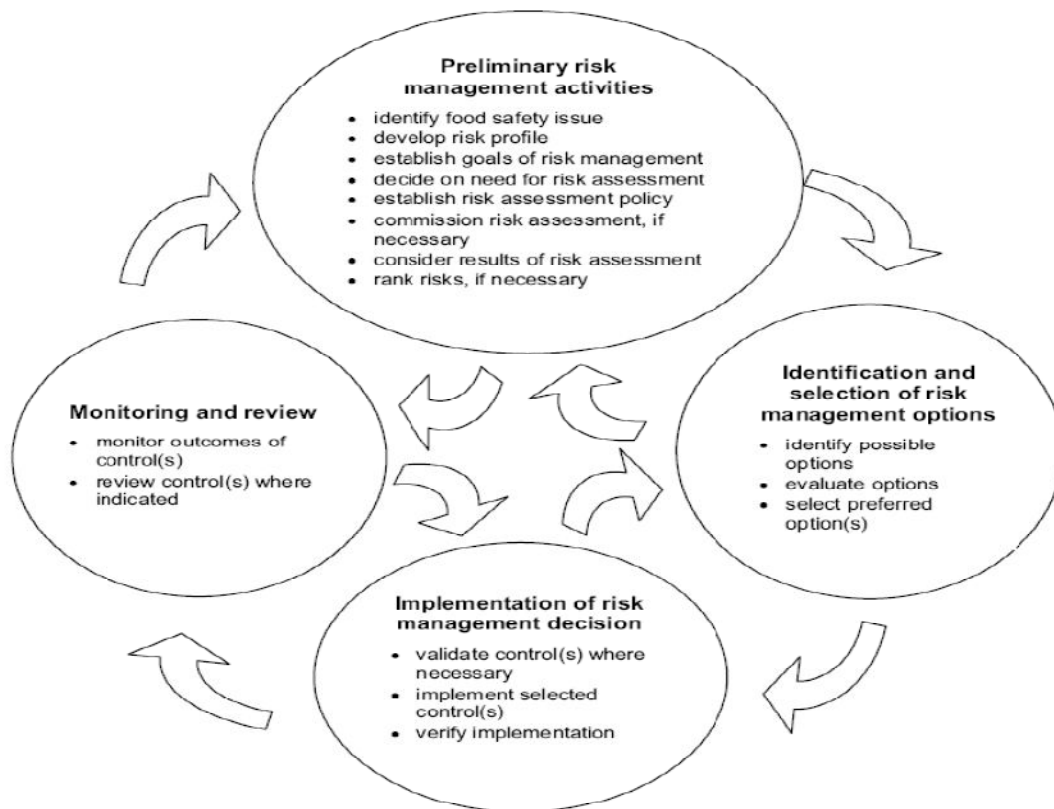 Preliminary risk
management activities
• identify food safety issue
• develop risk profile
• establish goals of risk management
• decide on need for risk assessment
• establish risk assessment policy
• commission risk assessment, if
necessary
• consider results of risk assessment
• rank risks, if necessary
Identification and
selection of risk
management options
• identify possible
options
• evaluate options
• select preferred
option(s)
Implementation of risk
management decision
• validate control(s) where
necessary
• implement selected
control(s)
• verify implementation
Monitoring and review
• monitor outcomes of
control(s)
• review control(s) where
indicated